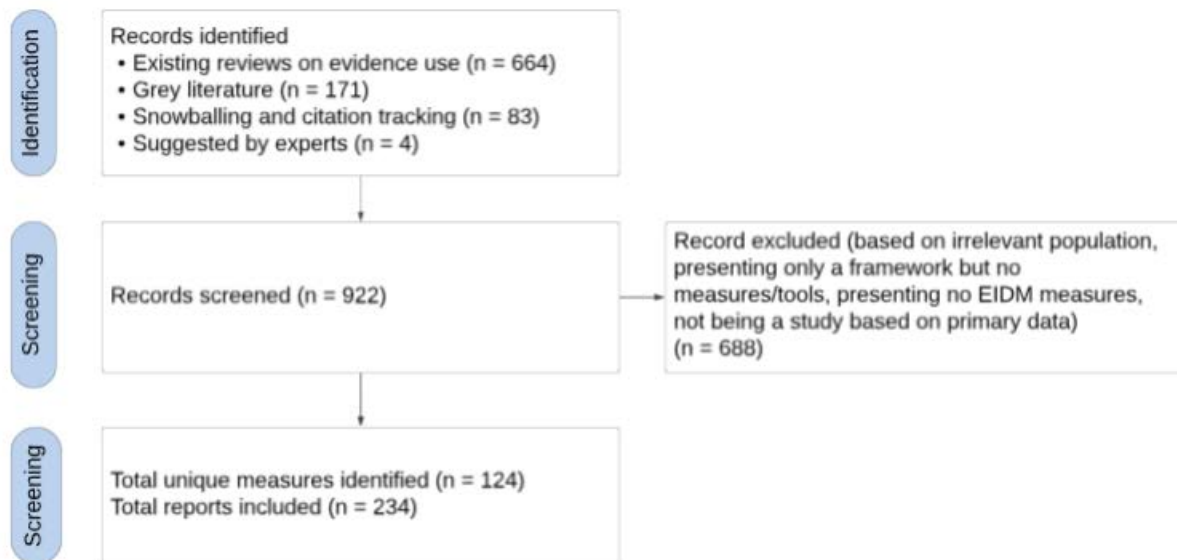 Identification
Records identified
• Existing reviews on evidence use (n = 664)
• Grey literature (n = 171)
• Snowballing and citation tracking (n = 83)
• Suggested by experts (n = 4)
Screening
Records screened (n = 922)
Record excluded (based on irrelevant population,
presenting only a framework but no
measures/tools, presenting no EIDM measures,
not being a study based on primary data)
(n = 688)
Screening
Total unique measures identified (n = 124)
Total reports included (n = 234)